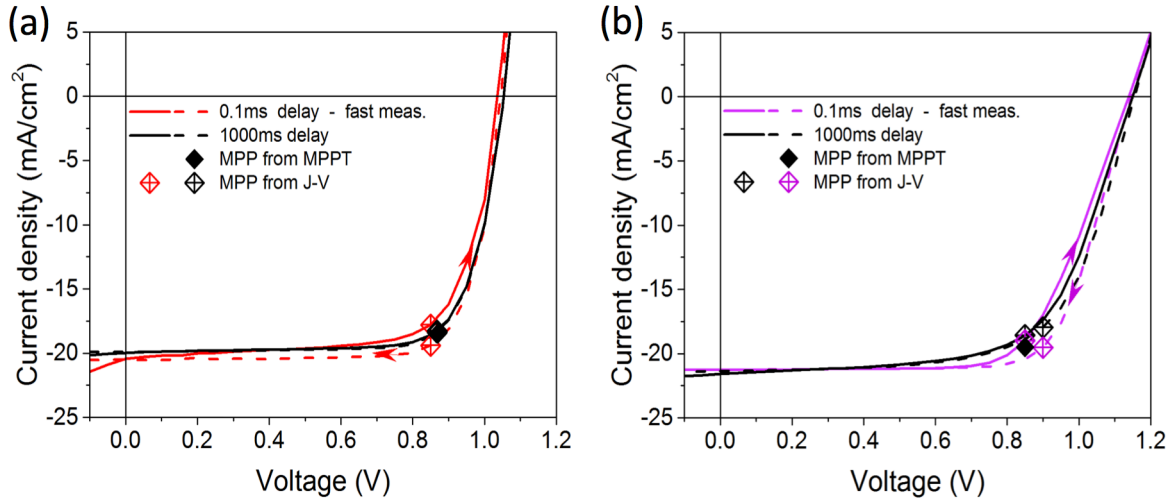 (a)
Current density (mA/cm²)
5
0
-5
-10
-15
-20
-25
0.1ms delay - fast meas.
1000ms delay
MPP from MPPT
MPP from J-V
0.0 0.2 0.4 0.6 0.8 1.0 1.2
Voltage (V)
(b)
Current density (mA/cm²)
5
0
-5
-10
-15
-20
-25
0.1ms delay - fast meas.
1000ms delay
MPP from MPPT
MPP from J-V
0.0 0.2 0.4 0.6 0.8 1.0 1.2
Voltage (V)